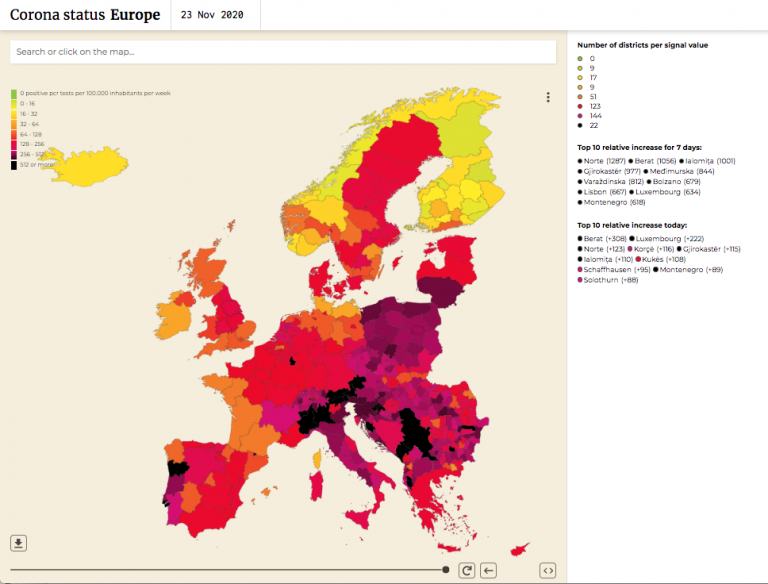 Corona status Europe
23 Nov 2020
Search or click on the map...
0 positive pcr tests per 100.000 inhabitants per week
0 - 16
16 - 32
32 - 64
64 - 128
128 - 256
256 - 512
512 or more
Number of districts per signal value
0
9
17
9
51
123
144
22
Top 10 relative increase for 7 days:
Norte (1287) Berat (1056) Ialomița (1001)
Gjirokastër (977) Međimurska (844)
Varaždinska (812) Bolzano (679)
Lisbon (667) Luxembourg (634)
Montenegro (618)
Top 10 relative increase today:
Berat (+308) Luxembourg (+222)
Norte (+123) Korçë (+116) Gjirokastër (+115)
Ialomița (+110) Kukës (+108)
Schaffhausen (+95) Montenegro (+89)
Solothurn (+88)